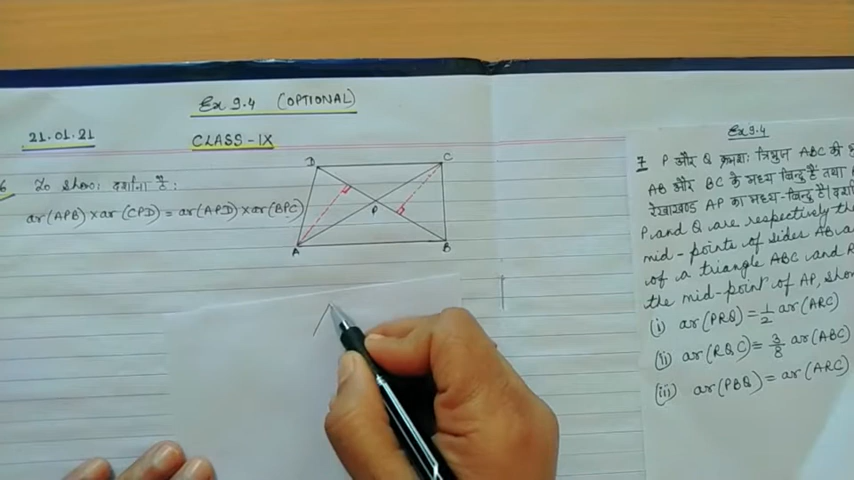 Ex 9.4 (OPTIONAL)
21.01.21
CLASS-IX
6 To show: दर्शाना है:
ar(APB) x ar(CPD) = ar(APD) x ar(BPC)
D
C
P
A
B
Ex 9.4
7 P और Q क्रमशः त्रिभुज ABC की
AB और BC के मध्य बिन्दु हैं तथा
रेखाखण्ड AP का मध्य-बिन्दु है।
P and Q are respectively the
mid-points of sides AB
of a triangle ABC and R
the mid-point of AP,
(i) ar(PRQ) = 1/2 ar(ARC)
(ii) ar(RQC) = 3/8 ar(ABC)
(iii) ar(PBQ) = ar(ARC)